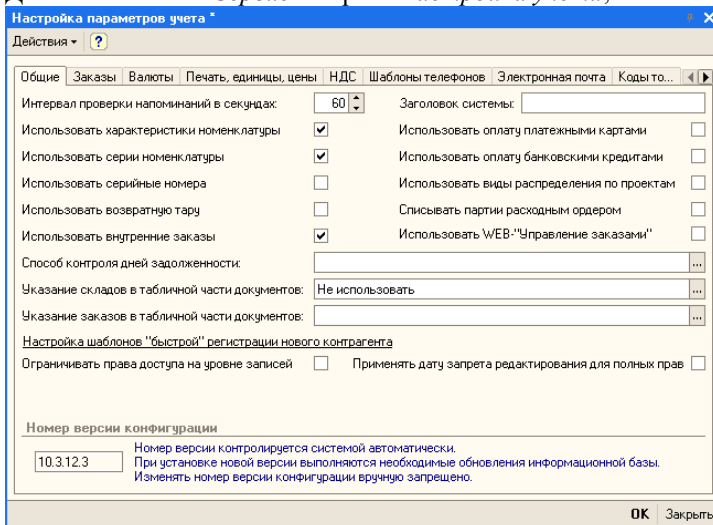 Настройка параметров учета *
Действия
Общие Заказы Валюты Печать, единицы, цены НДС Шаблоны телефонов Электронная почта Коды то...
Интервал проверки напоминаний в секундах: 60 Заголовок системы:
Использовать характеристики номенклатуры Использовать оплату платежными картами
Использовать серии номенклатуры Использовать оплату банковскими кредитами
Использовать серийные номера Использовать виды распределения по проектам
Использовать возвратную тару Списывать партии расходным ордером
Использовать внутренние заказы Использовать WEB-"Управление заказами"
Способ контроля дней задолженности: ...
Указание складов в табличной части документов: Не использовать ...
Указание заказов в табличной части документов: ...
Настройка шаблонов "быстрой" регистрации нового контрагента
Ограничивать права доступа на уровне записей Применять дату запрета редактирования для полных прав
Номер версии конфигурации
10.3.12.3
Номер версии контролируется системой автоматически.
При установке новой версии выполняются необходимые обновления информационной базы.
Изменять номер версии конфигурации вручную запрещено.
OK Закрыть